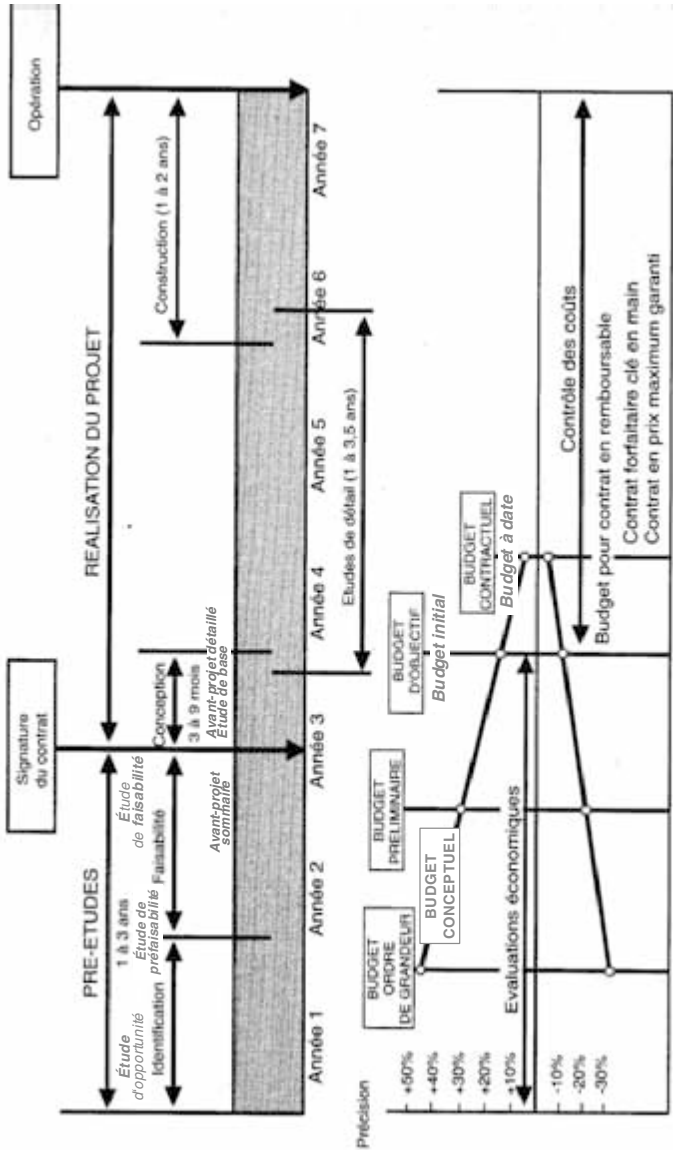 Signature
du contrat
Opération
PRE-ETUDES
1 à 3 ans
REALISATION DU PROJET
Étude
d'opportunité
Identification
Étude de
préfaisabilité
Étude
de faisabilité
Faisabilité
Conception
3 à 9 mois
Construction (1 à 2 ans)
Avant-projet
sommaire
Avant-projet détaillé
Étude de base
Année 1
Année 2
Année 3
Année 4
Année 5
Année 6
Année 7
Etudes de détail (1 à 3,5 ans)
Précision
BUDGET
ORDRE
DE GRANDEUR
BUDGET
PRELIMINAIRE
BUDGET
D'OBJECTIF
BUDGET
CONTRACTUEL
BUDGET
CONCEPTUEL
Budget initial
Budget à date
+50%
+40%
+30%
+20%
+10%
-10%
-20%
-30%
Evaluations économiques
Contrôle des coûts
Budget pour contrat en remboursable
Contrat forfaitaire clé en main
Contrat en prix maximum garanti